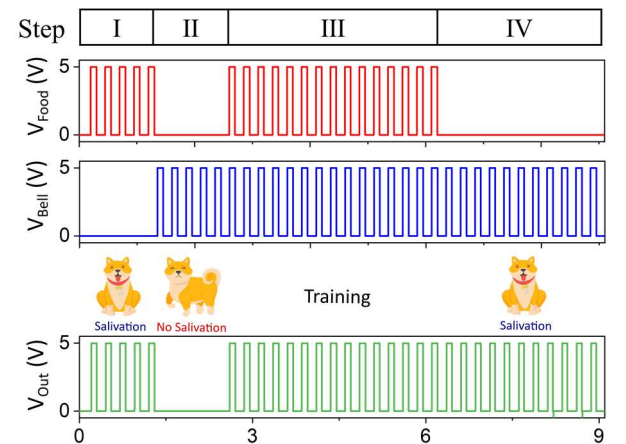 Step I II III IV
5
V_Food (V)
0
5
V_Bell (V)
0
Training
Salivation No Salivation Salivation
5
V_Out (V)
0
0 3 6 9